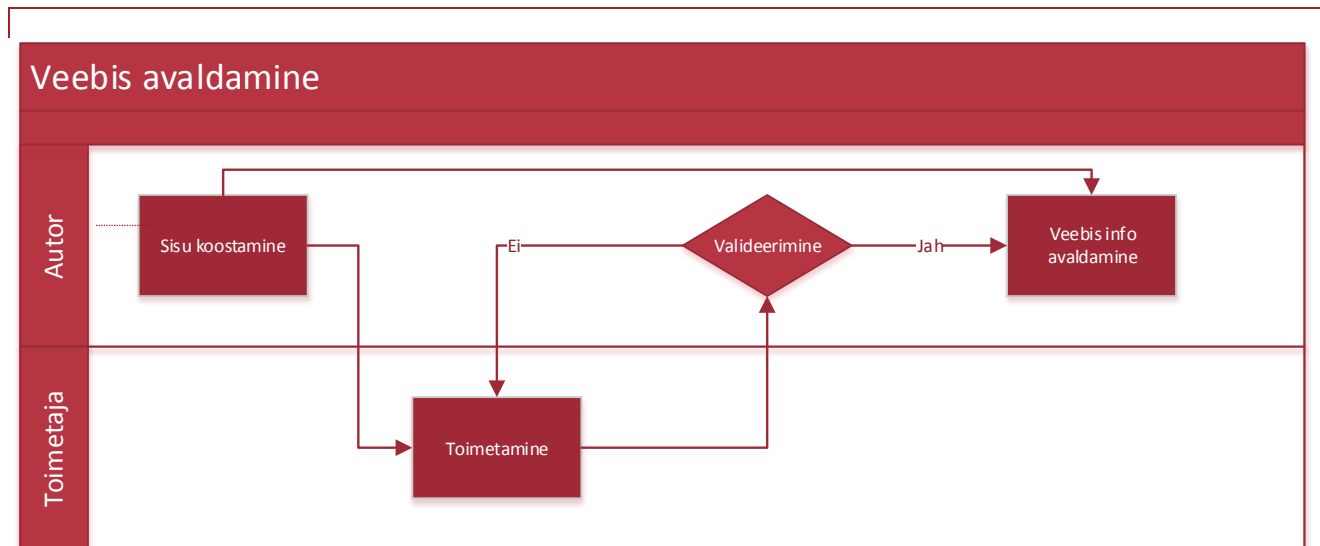 Veebis avaldamine
Autor
Sisu koostamine
Ei
Valideerimine
Jah
Veebis info
avaldamine
Toimetaja
Toimetamine